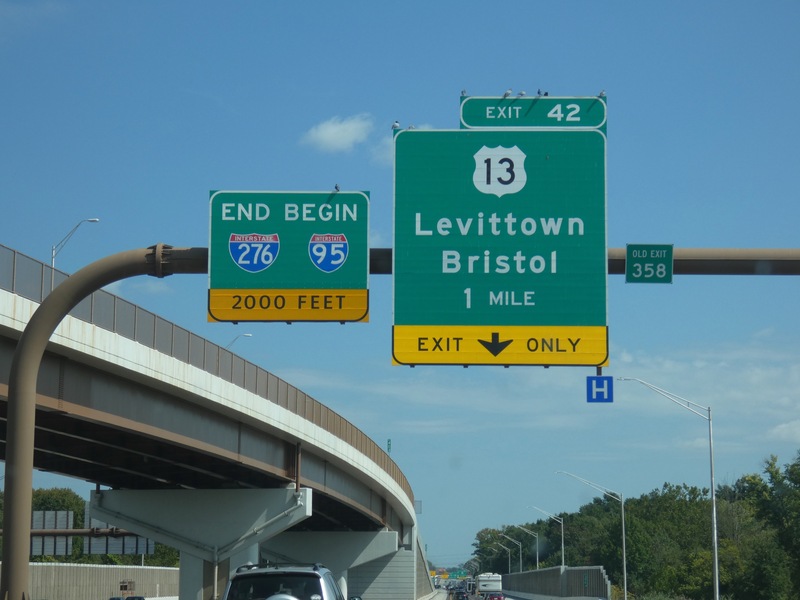 END BEGIN
INTERSTATE 276 INTERSTATE 95
2000 FEET
EXIT 42
13
Levittown
Bristol
1 MILE
EXIT ONLY
OLD EXIT
358
H